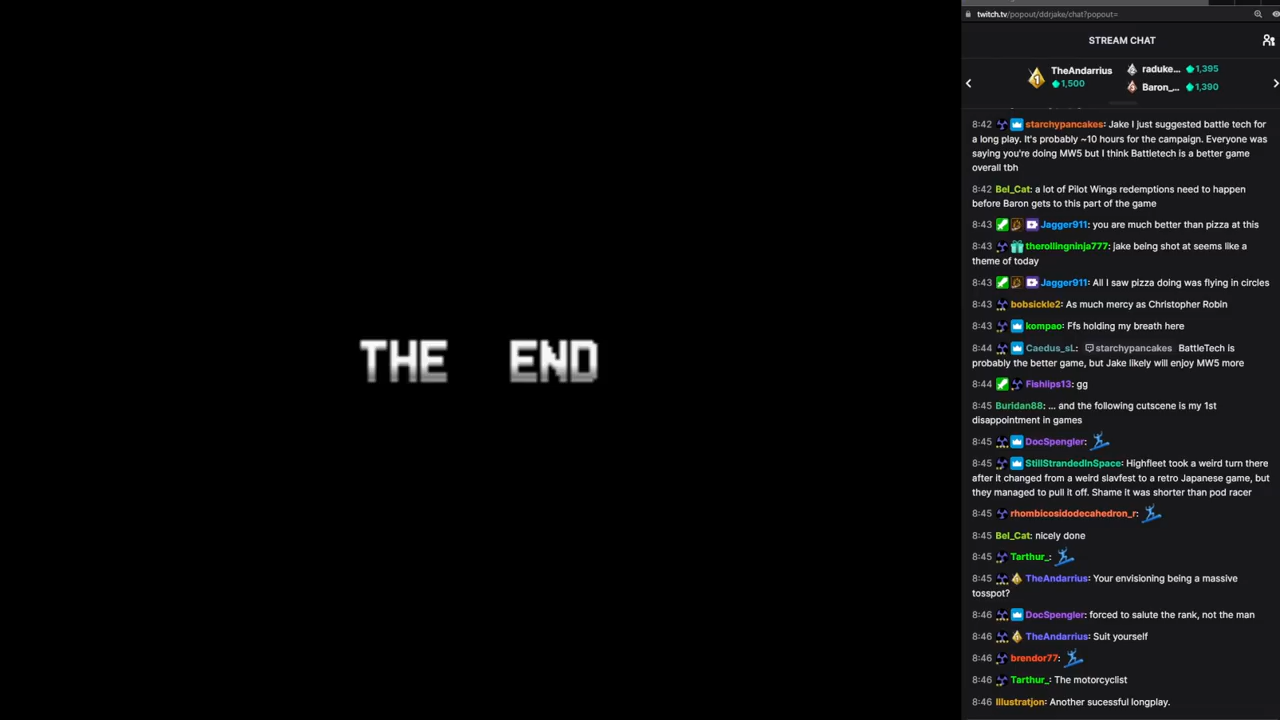 THE END
twitch.tv/popout/ddrjake/chat?popout=
STREAM CHAT
TheAndarrius
1,500
raduke... 1,395
Baron_... 1,390
8:42 starchypancakes: Jake I just suggested battle tech for
a long play. It's probably ~10 hours for the campaign. Everyone was
saying you're doing MW5 but I think Battletech is a better game
overall tbh
8:42 Bel_Cat: a lot of Pilot Wings redemptions need to happen
before Baron gets to this part of the game
8:43 Jagger911: you are much better than pizza at this
8:43 therollingninja777: jake being shot at seems like a
theme of today
8:43 Jagger911: All I saw pizza doing was flying in circles
8:43 bobsickle2: As much mercy as Christopher Robin
8:43 kompao: Ffs holding my breath here
8:44 Caedus_sL: starchypancakes BattleTech is
probably the better game, but Jake likely will enjoy MW5 more
8:44 Fishiips13: gg
8:45 Buridan88: ... and the following cutscene is my 1st
disappointment in games
8:45 DocSpengler:
8:45 StillStrandedInSpace: Highfleet took a weird turn there
after it changed from a weird slavfest to a retro Japanese game, but
they managed to pull it off. Shame it was shorter than pod racer
8:45 rhombicosidodecahedron_r:
8:45 Bel_Cat: nicely done
8:45 Tarthur_:
8:45 TheAndarrius: Your envisioning being a massive
tosspot?
8:46 DocSpengler: forced to salute the rank, not the man
8:46 TheAndarrius: Suit yourself
8:46 brendor77:
8:46 Tarthur_: The motorcyclist
8:46 Illustratjon: Another sucessful longplay.